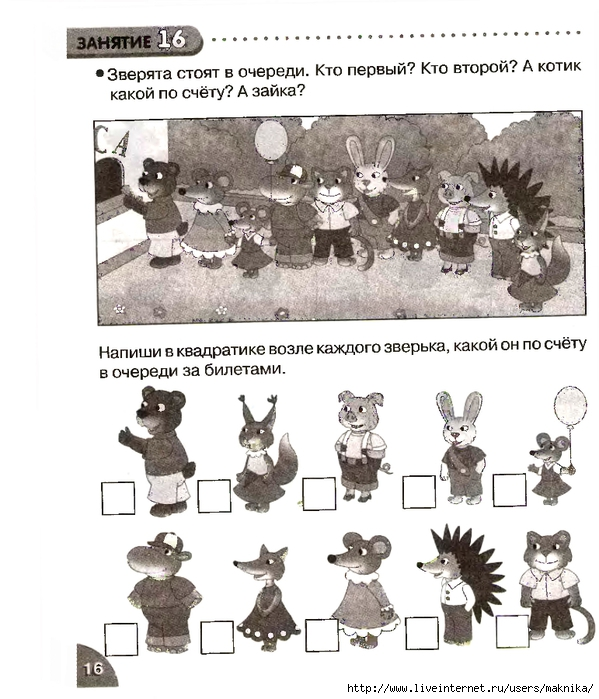 ЗАНЯТИЕ 16
• Зверята стоят в очереди. Кто первый? Кто второй? А котик
какой по счёту? А зайка?
СА
Напиши в квадратике возле каждого зверька, какой он по счёту
в очереди за билетами.
16
http://www.liveinternet.ru/users/maknika/